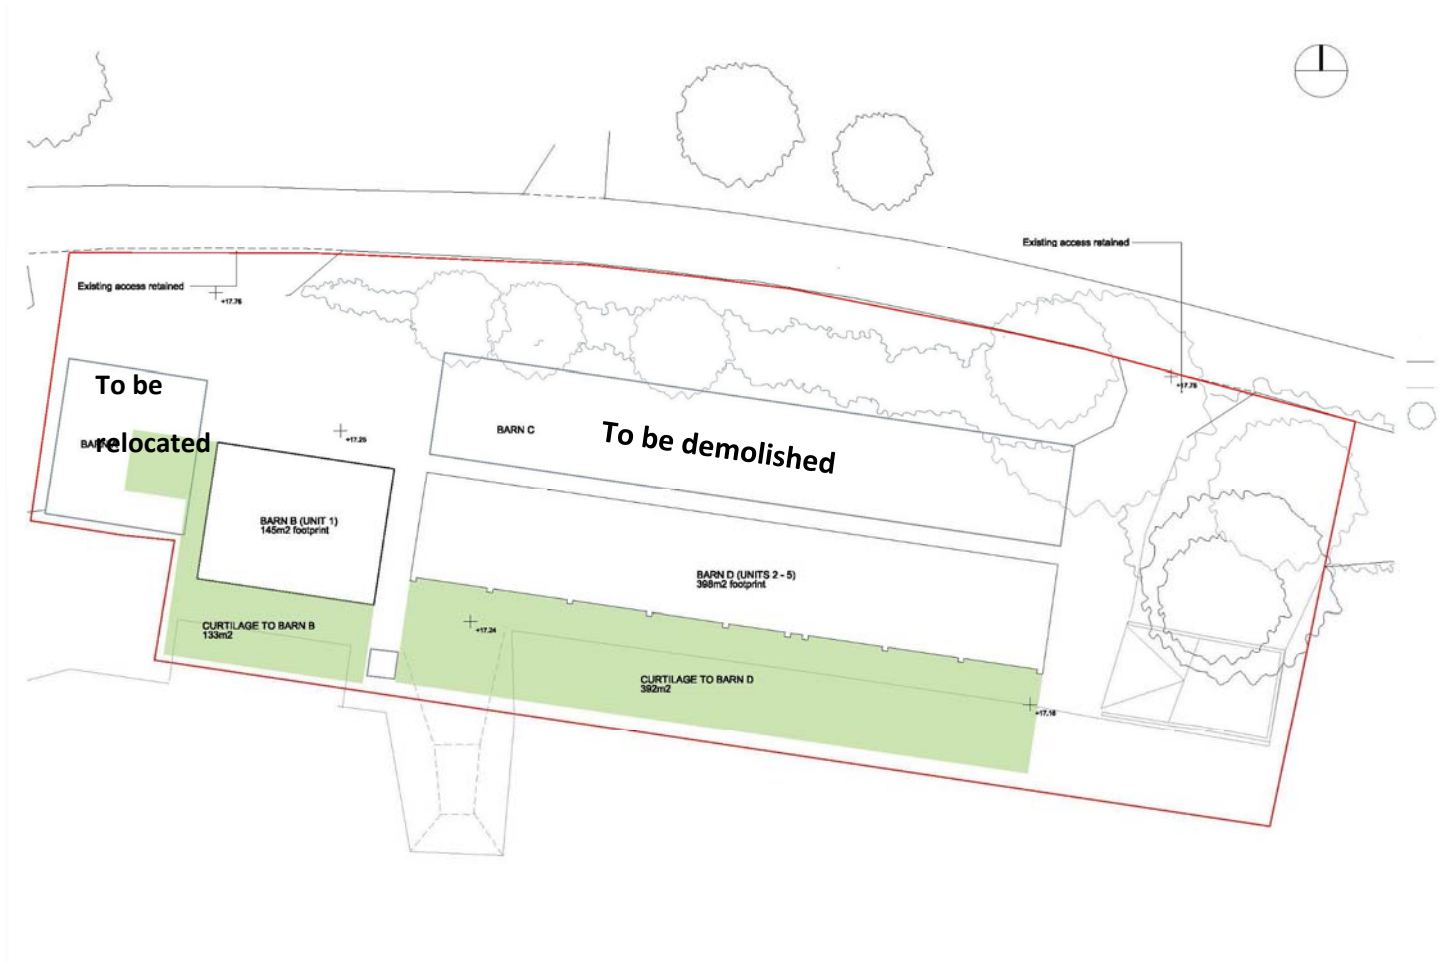 Existing access retained
Existing access retained
+17.76
+17.76
To be
relocated
BARN C
To be demolished
+17.25
BARN B (UNIT 1)
145m2 footprint
BARN D (UNITS 2 - 5)
398m2 footprint
CURTILAGE TO BARN B
133m2
+17.24
CURTILAGE TO BARN D
392m2
+17.16